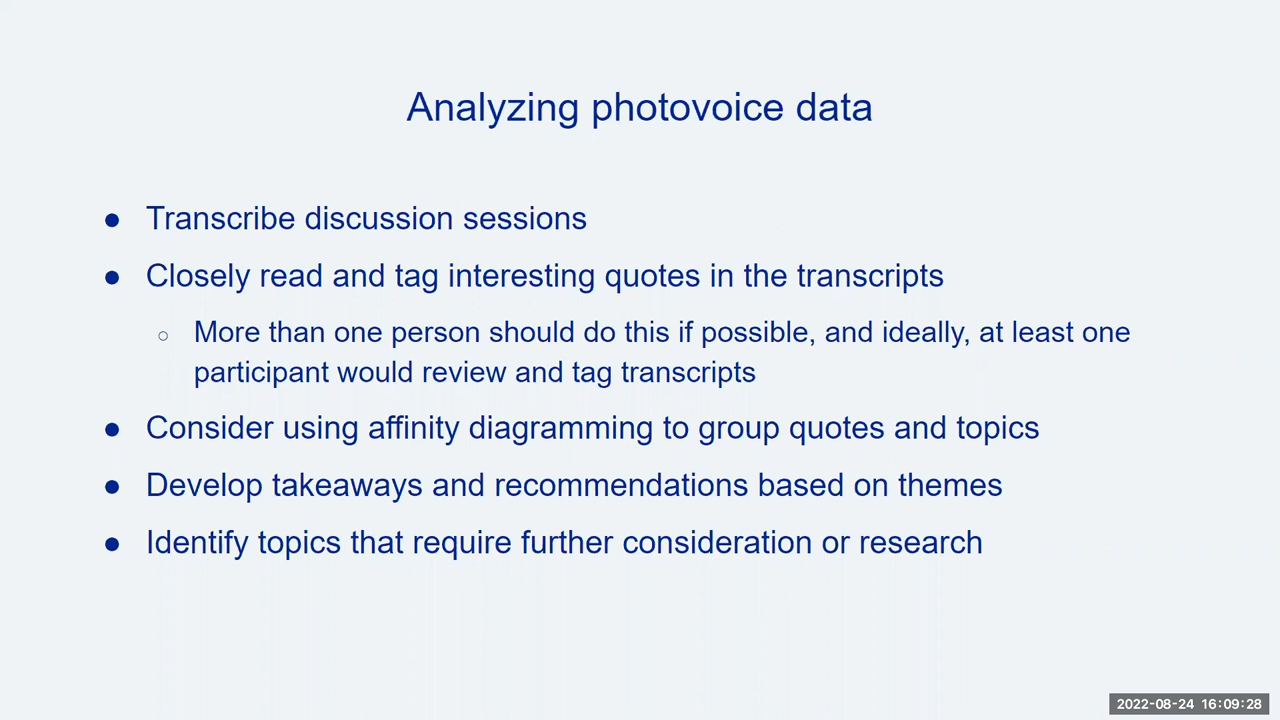 Analyzing photovoice data
● Transcribe discussion sessions
● Closely read and tag interesting quotes in the transcripts
○ More than one person should do this if possible, and ideally, at least one
participant would review and tag transcripts
● Consider using affinity diagramming to group quotes and topics
● Develop takeaways and recommendations based on themes
● Identify topics that require further consideration or research
2022-08-24 16:09:28